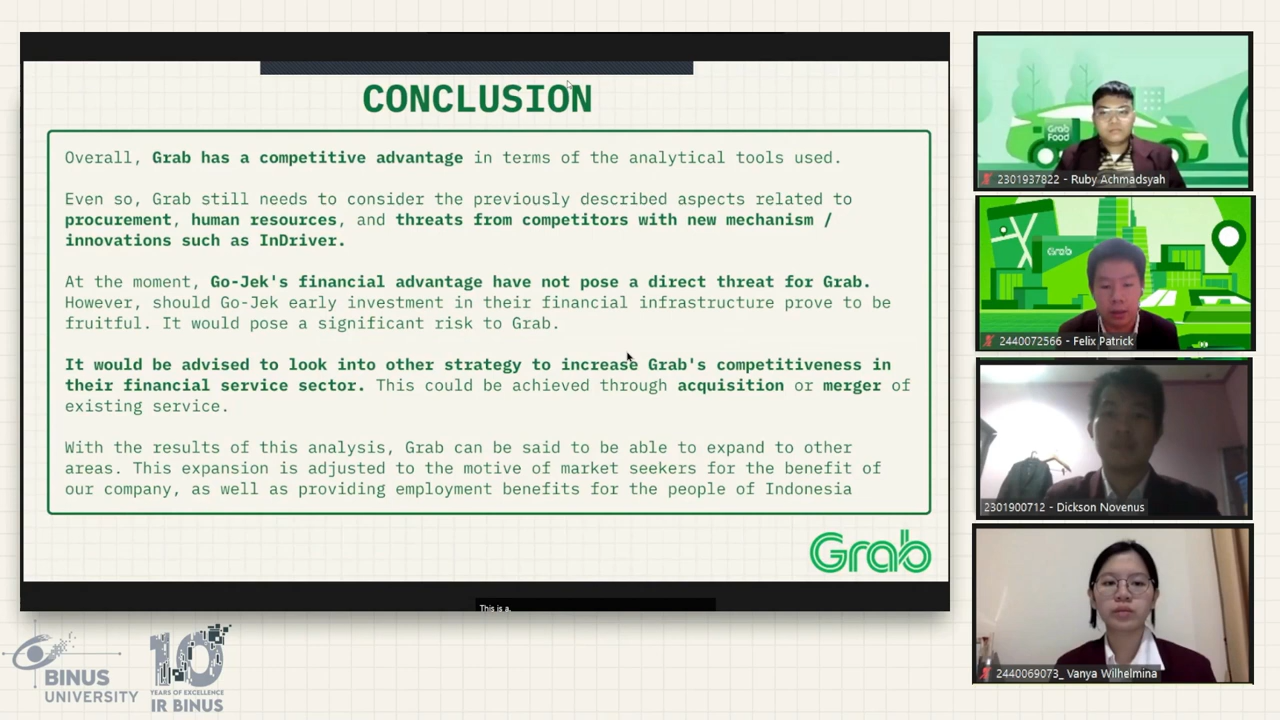 CONCLUSION
Overall, Grab has a competitive advantage in terms of the analytical tools used.
Even so, Grab still needs to consider the previously described aspects related to
procurement, human resources, and threats from competitors with new mechanism /
innovations such as InDriver.
At the moment, Go-Jek's financial advantage have not pose a direct threat for Grab.
However, should Go-Jek early investment in their financial infrastructure prove to be
fruitful. It would pose a significant risk to Grab.
It would be advised to look into other strategy to increase Grab's competitiveness in
their financial service sector. This could be achieved through acquisition or merger of
existing service.
With the results of this analysis, Grab can be said to be able to expand to other
areas. This expansion is adjusted to the motive of market seekers for the benefit of
our company, as well as providing employment benefits for the people of Indonesia
Grab
This is a.
Grab
Food
2301937822 - Ruby Achmadsyah
Grab
2440072566 - Felix Patrick
2301900712 - Dickson Novenus
2440069073_ Vanya Wilhelmina
BINUS
UNIVERSITY
10
YEARS OF EXCELLENCE
IR BINUS